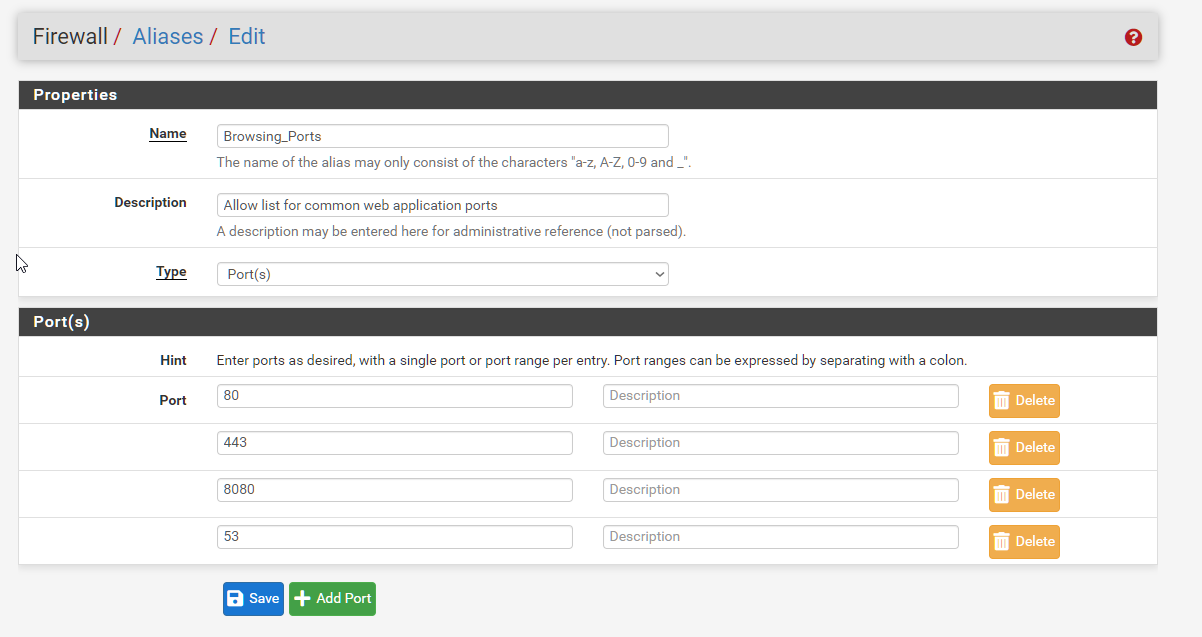 Firewall / Aliases / Edit
Properties
Name
Browsing_Ports
The name of the alias may only consist of the characters "a-z, A-Z, 0-9 and _".
Description
Allow list for common web application ports
A description may be entered here for administrative reference (not parsed).
Type
Port(s)
Port(s)
Hint Enter ports as desired, with a single port or port range per entry. Port ranges can be expressed by separating with a colon.
Port 80 Description Delete
443 Description Delete
8080 Description Delete
53 Description Delete
Save Add Port